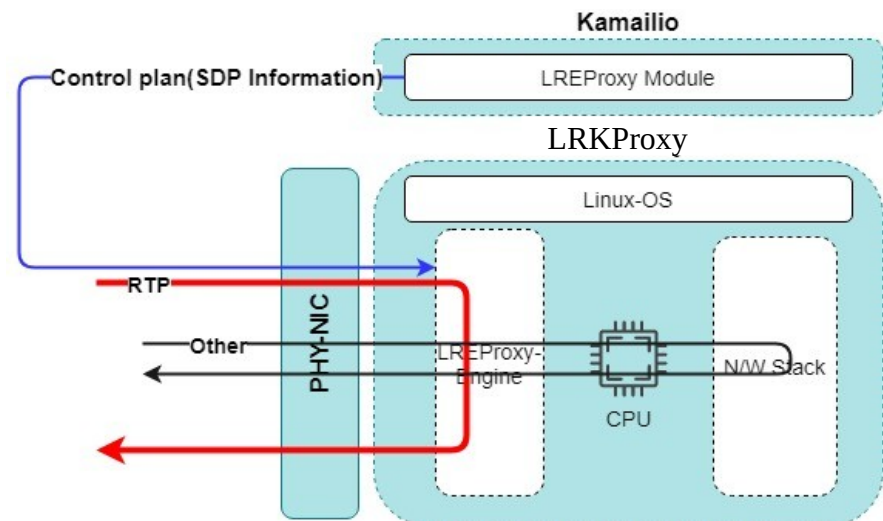 Kamailio
Control plan(SDP Information)
LREProxy Module
LRKProxy
Linux-OS
PHY-NIC
RTP
Other
LREProxy-
Engine
CPU
N/W Stack